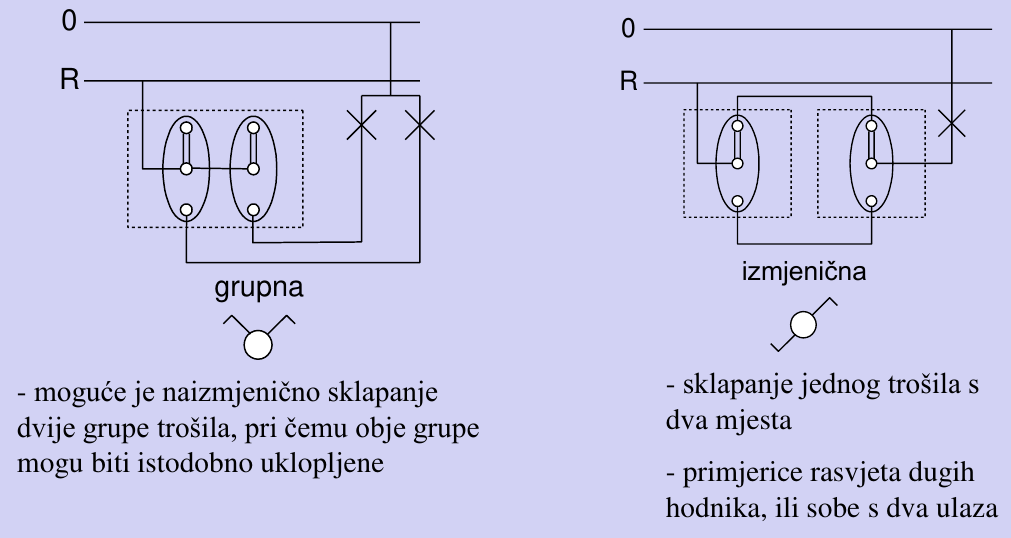 0
R
grupna
- moguće je naizmjenično sklapanje
dvije grupe trošila, pri čemu obje grupe
mogu biti istodobno uklopljene
0
R
izmjenična
- sklapanje jednog trošila s
dva mjesta
- primjerice rasvjeta dugih
hodnika, ili sobe s dva ulaza